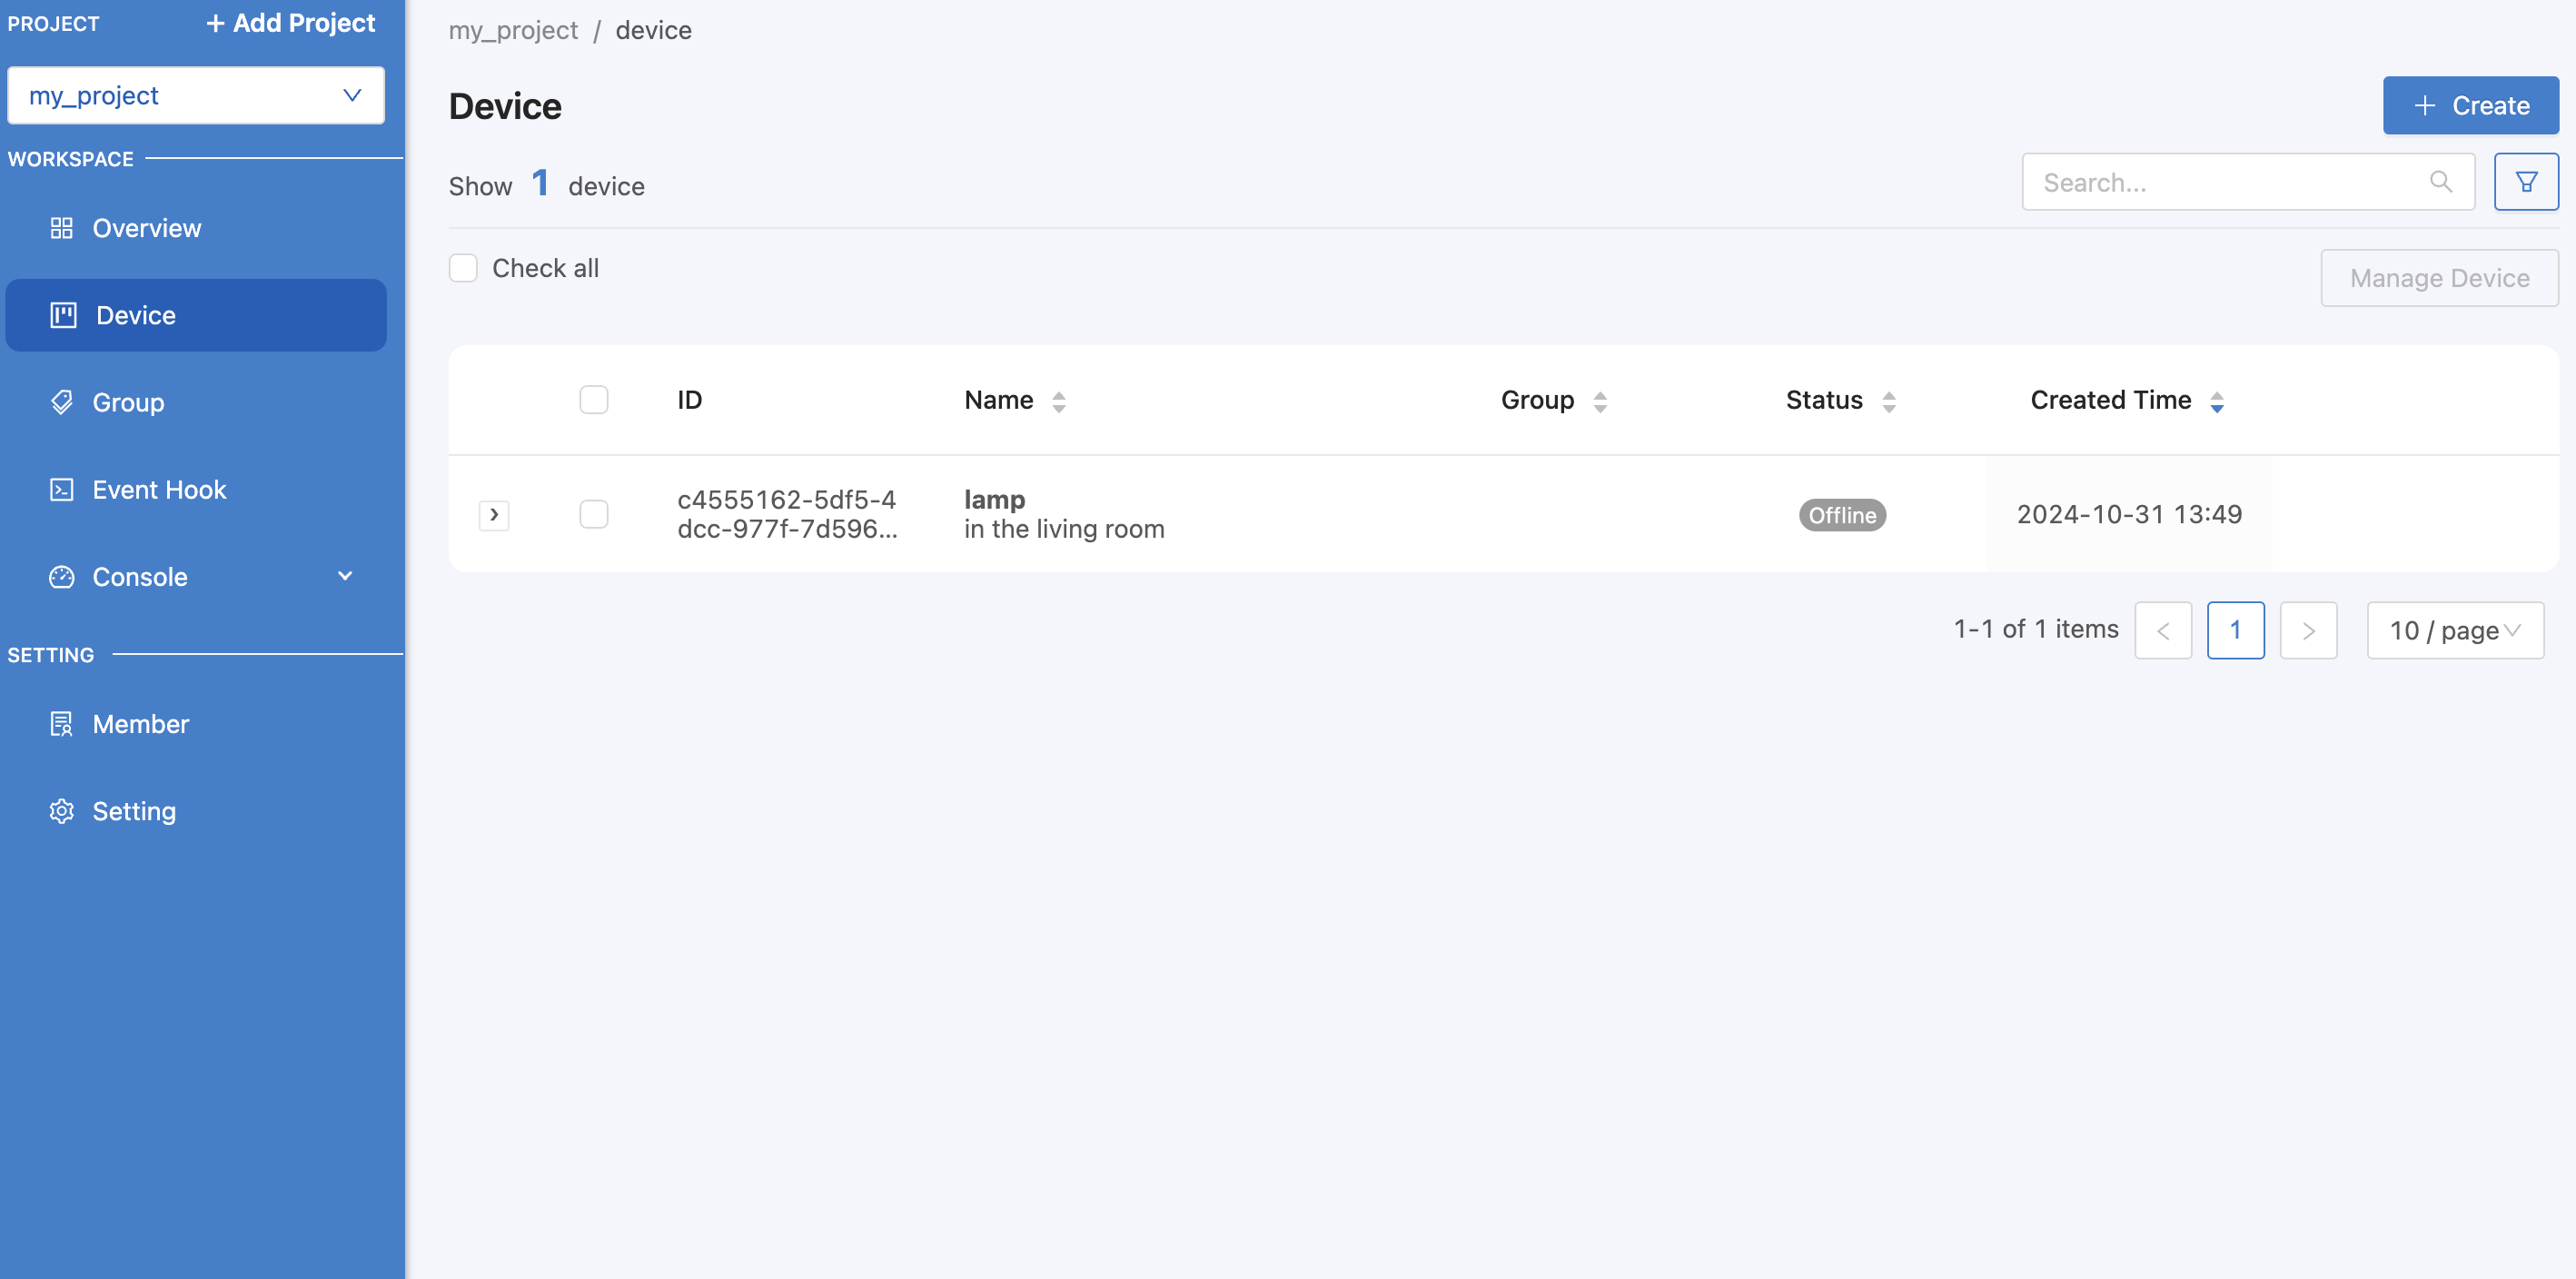 PROJECT
+ Add Project
my_project
WORKSPACE
Overview
Device
Group
Event Hook
Console
SETTING
Member
Setting
my_project / device
Device
+ Create
Show 1 device
Search...
Check all
Manage Device
ID Name Group Status Created Time
c4555162-5df5-4
dcc-977f-7d596...
lamp
in the living room
Offline
2024-10-31 13:49
1-1 of 1 items < 1 > 10 / page